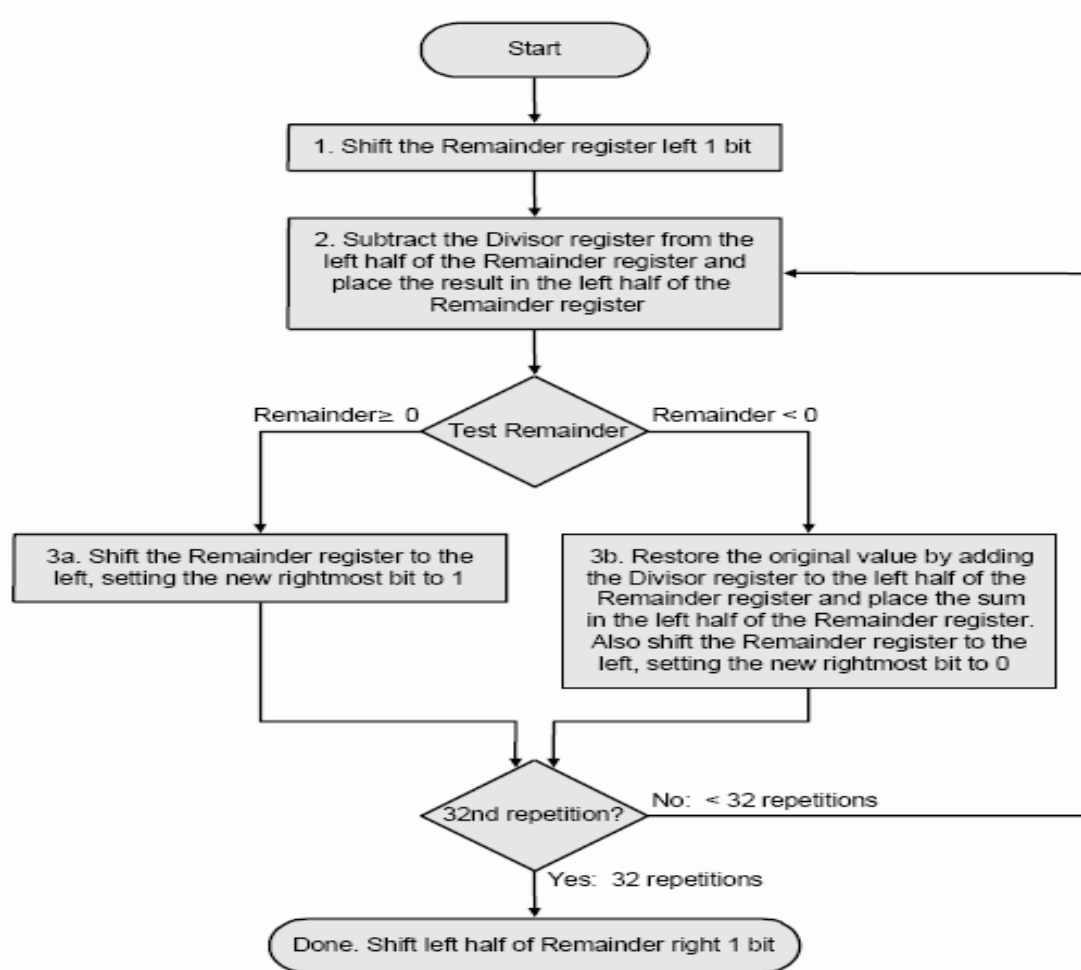 Start
1. Shift the Remainder register left 1 bit
2. Subtract the Divisor register from the
left half of the Remainder register and
place the result in the left half of the
Remainder register
Remainder≥ 0
Remainder < 0
Test Remainder
3a. Shift the Remainder register to the
left, setting the new rightmost bit to 1
3b. Restore the original value by adding
the Divisor register to the left half of the
Remainder register and place the sum
in the left half of the Remainder register.
Also shift the Remainder register to the
left, setting the new rightmost bit to 0
32nd repetition?
No: < 32 repetitions
Yes: 32 repetitions
Done. Shift left half of Remainder right 1 bit